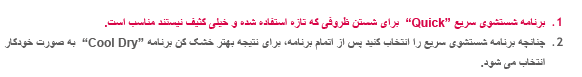 1. برنامه شستشوی سریع "Quick" برای شستن ظروفی که تازه استفاده شده و خیلی کثیف نیستند مناسب است.
2. چنانچه برنامه شستشوی سریع را انتخاب کنید پس از اتمام برنامه، برای نتیجه بهتر خشک کن برنامه "Cool Dry" به صورت خودکار
انتخاب می شود.